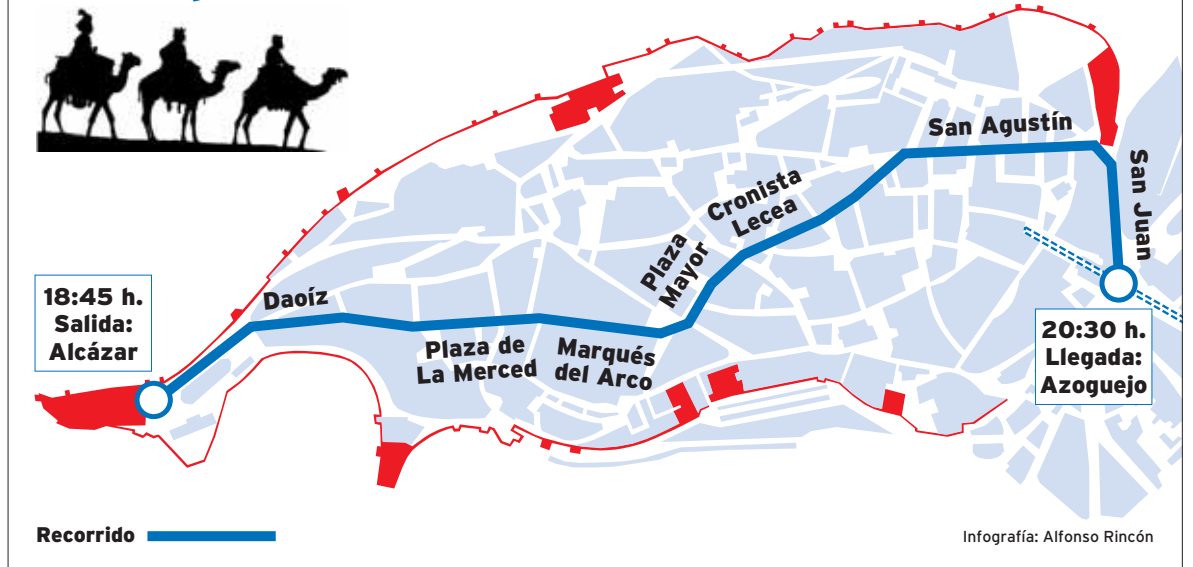 18:45 h.
Salida:
Alcázar
Daoíz
Plaza de
La Merced
Marqués
del Arco
Plaza
Mayor
Cronista
Lecea
San Agustín
San Juan
20:30 h.
Llegada:
Azoguejo
Recorrido
Infografía: Alfonso Rincón